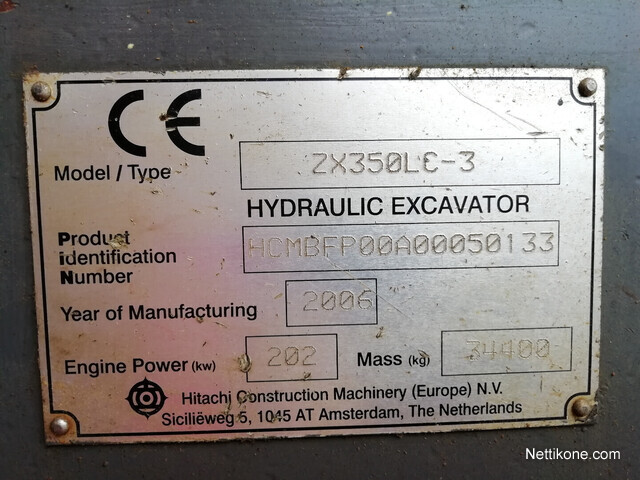 CE
Model / Type ZX350LC-3
HYDRAULIC EXCAVATOR
Product
identification
Number HCMBFP00A00050133
Year of Manufacturing 2006
Engine Power (kw) 202 Mass (kg) 34400
Hitachi Construction Machinery (Europe) N.V.
Siciliëweg 5, 1045 AT Amsterdam, The Netherlands
Nettikone.com